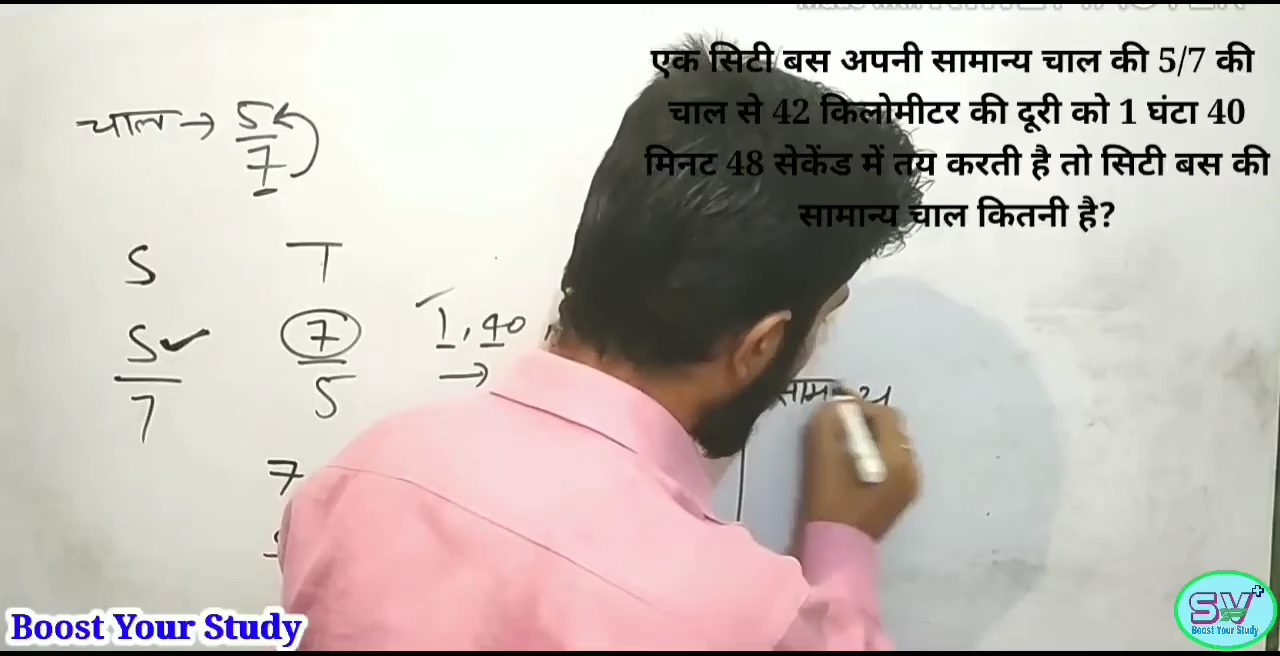 एक सिटी बस अपनी सामान्य चाल की 5/7 की
चाल से 42 किलोमीटर की दूरी को 1 घंटा 40
मिनट 48 सेकेंड में तय करती है तो सिटी बस की
सामान्य चाल कितनी है?
चाल → 5/7
S T
5/7 7/5 1, 40
7
Boost Your Study
SV+
Boost Your Study